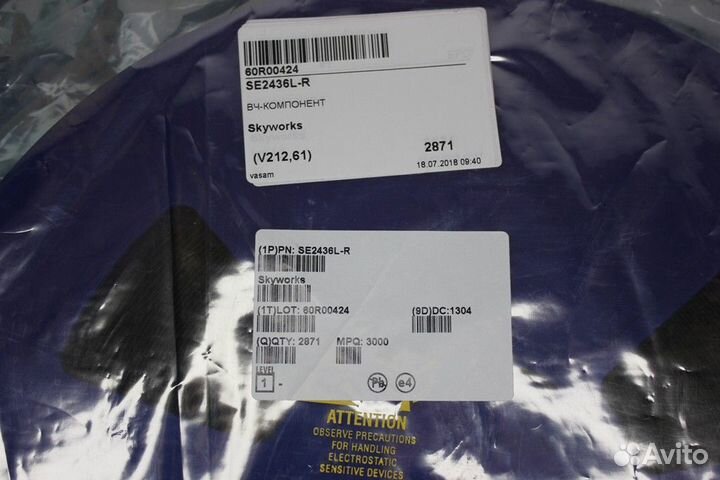 60R00424
SE2436L-R
ВЧ-КОМПОНЕНТ
Skyworks
(V212,61)
2871
vasam
18.07.2018 09:40
(1P)PN: SE2436L-R
Skyworks
(1T)LOT: 60R00424
(9D)DC:1304
(Q)QTY: 2871
MPQ: 3000
LEVEL
1 -
Pb
e4
ATTENTION
OBSERVE PRECAUTIONS
FOR HANDLING
ELECTROSTATIC
SENSITIVE DEVICES
Avito